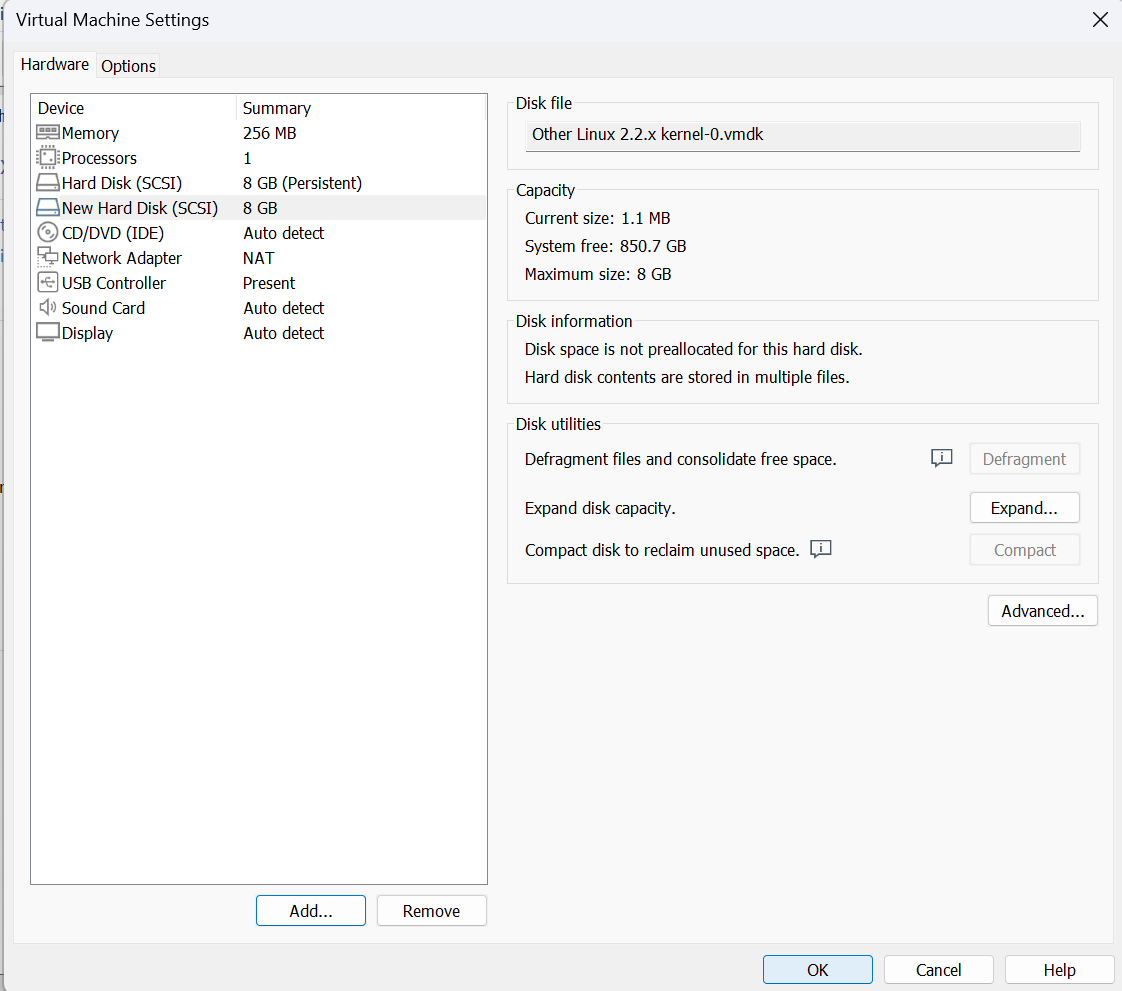 Virtual Machine Settings
Hardware Options
Device Summary
Memory 256 MB
Processors 1
Hard Disk (SCSI) 8 GB (Persistent)
New Hard Disk (SCSI) 8 GB
CD/DVD (IDE) Auto detect
Network Adapter NAT
USB Controller Present
Sound Card Auto detect
Display Auto detect
Add... Remove
Disk file
Other Linux 2.2.x kernel-0.vmdk
Capacity
Current size: 1.1 MB
System free: 850.7 GB
Maximum size: 8 GB
Disk information
Disk space is not preallocated for this hard disk.
Hard disk contents are stored in multiple files.
Disk utilities
Defragment files and consolidate free space. Defragment
Expand disk capacity. Expand...
Compact disk to reclaim unused space. Compact
Advanced...
OK Cancel Help